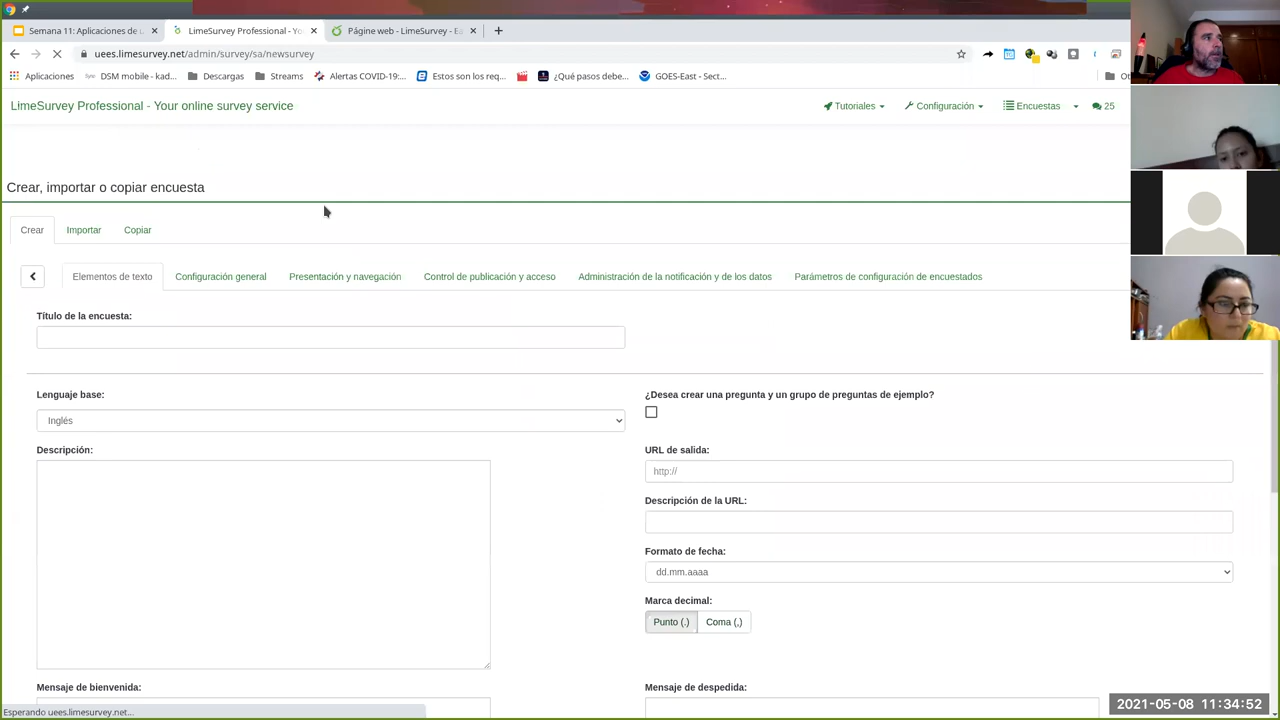 Semana 11: Aplicaciones de
LimeSurvey Professional - Yo
Página web - LimeSurvey - E
uees.limesurvey.net/admin/survey/sa/newsurvey
Aplicaciones
DSM mobile - kad...
Descargas
Streams
Alertas COVID-19:...
Estos son los req...
¿Qué pasos debe...
GOES-East - Sect...
LimeSurvey Professional - Your online survey service
Tutoriales
Configuración
Encuestas
25
Crear, importar o copiar encuesta
Crear
Importar
Copiar
Elementos de texto
Configuración general
Presentación y navegación
Control de publicación y acceso
Administración de la notificación y de los datos
Parámetros de configuración de encuestados
Título de la encuesta:
Lenguaje base:
¿Desea crear una pregunta y un grupo de preguntas de ejemplo?
Inglés
Descripción:
URL de salida:
http://
Descripción de la URL:
Formato de fecha:
dd.mm.aaaa
Marca decimal:
Punto (.)
Coma (,)
Mensaje de bienvenida:
Mensaje de despedida:
Esperando uees.limesurvey.net...
2021-05-08 11:34:52